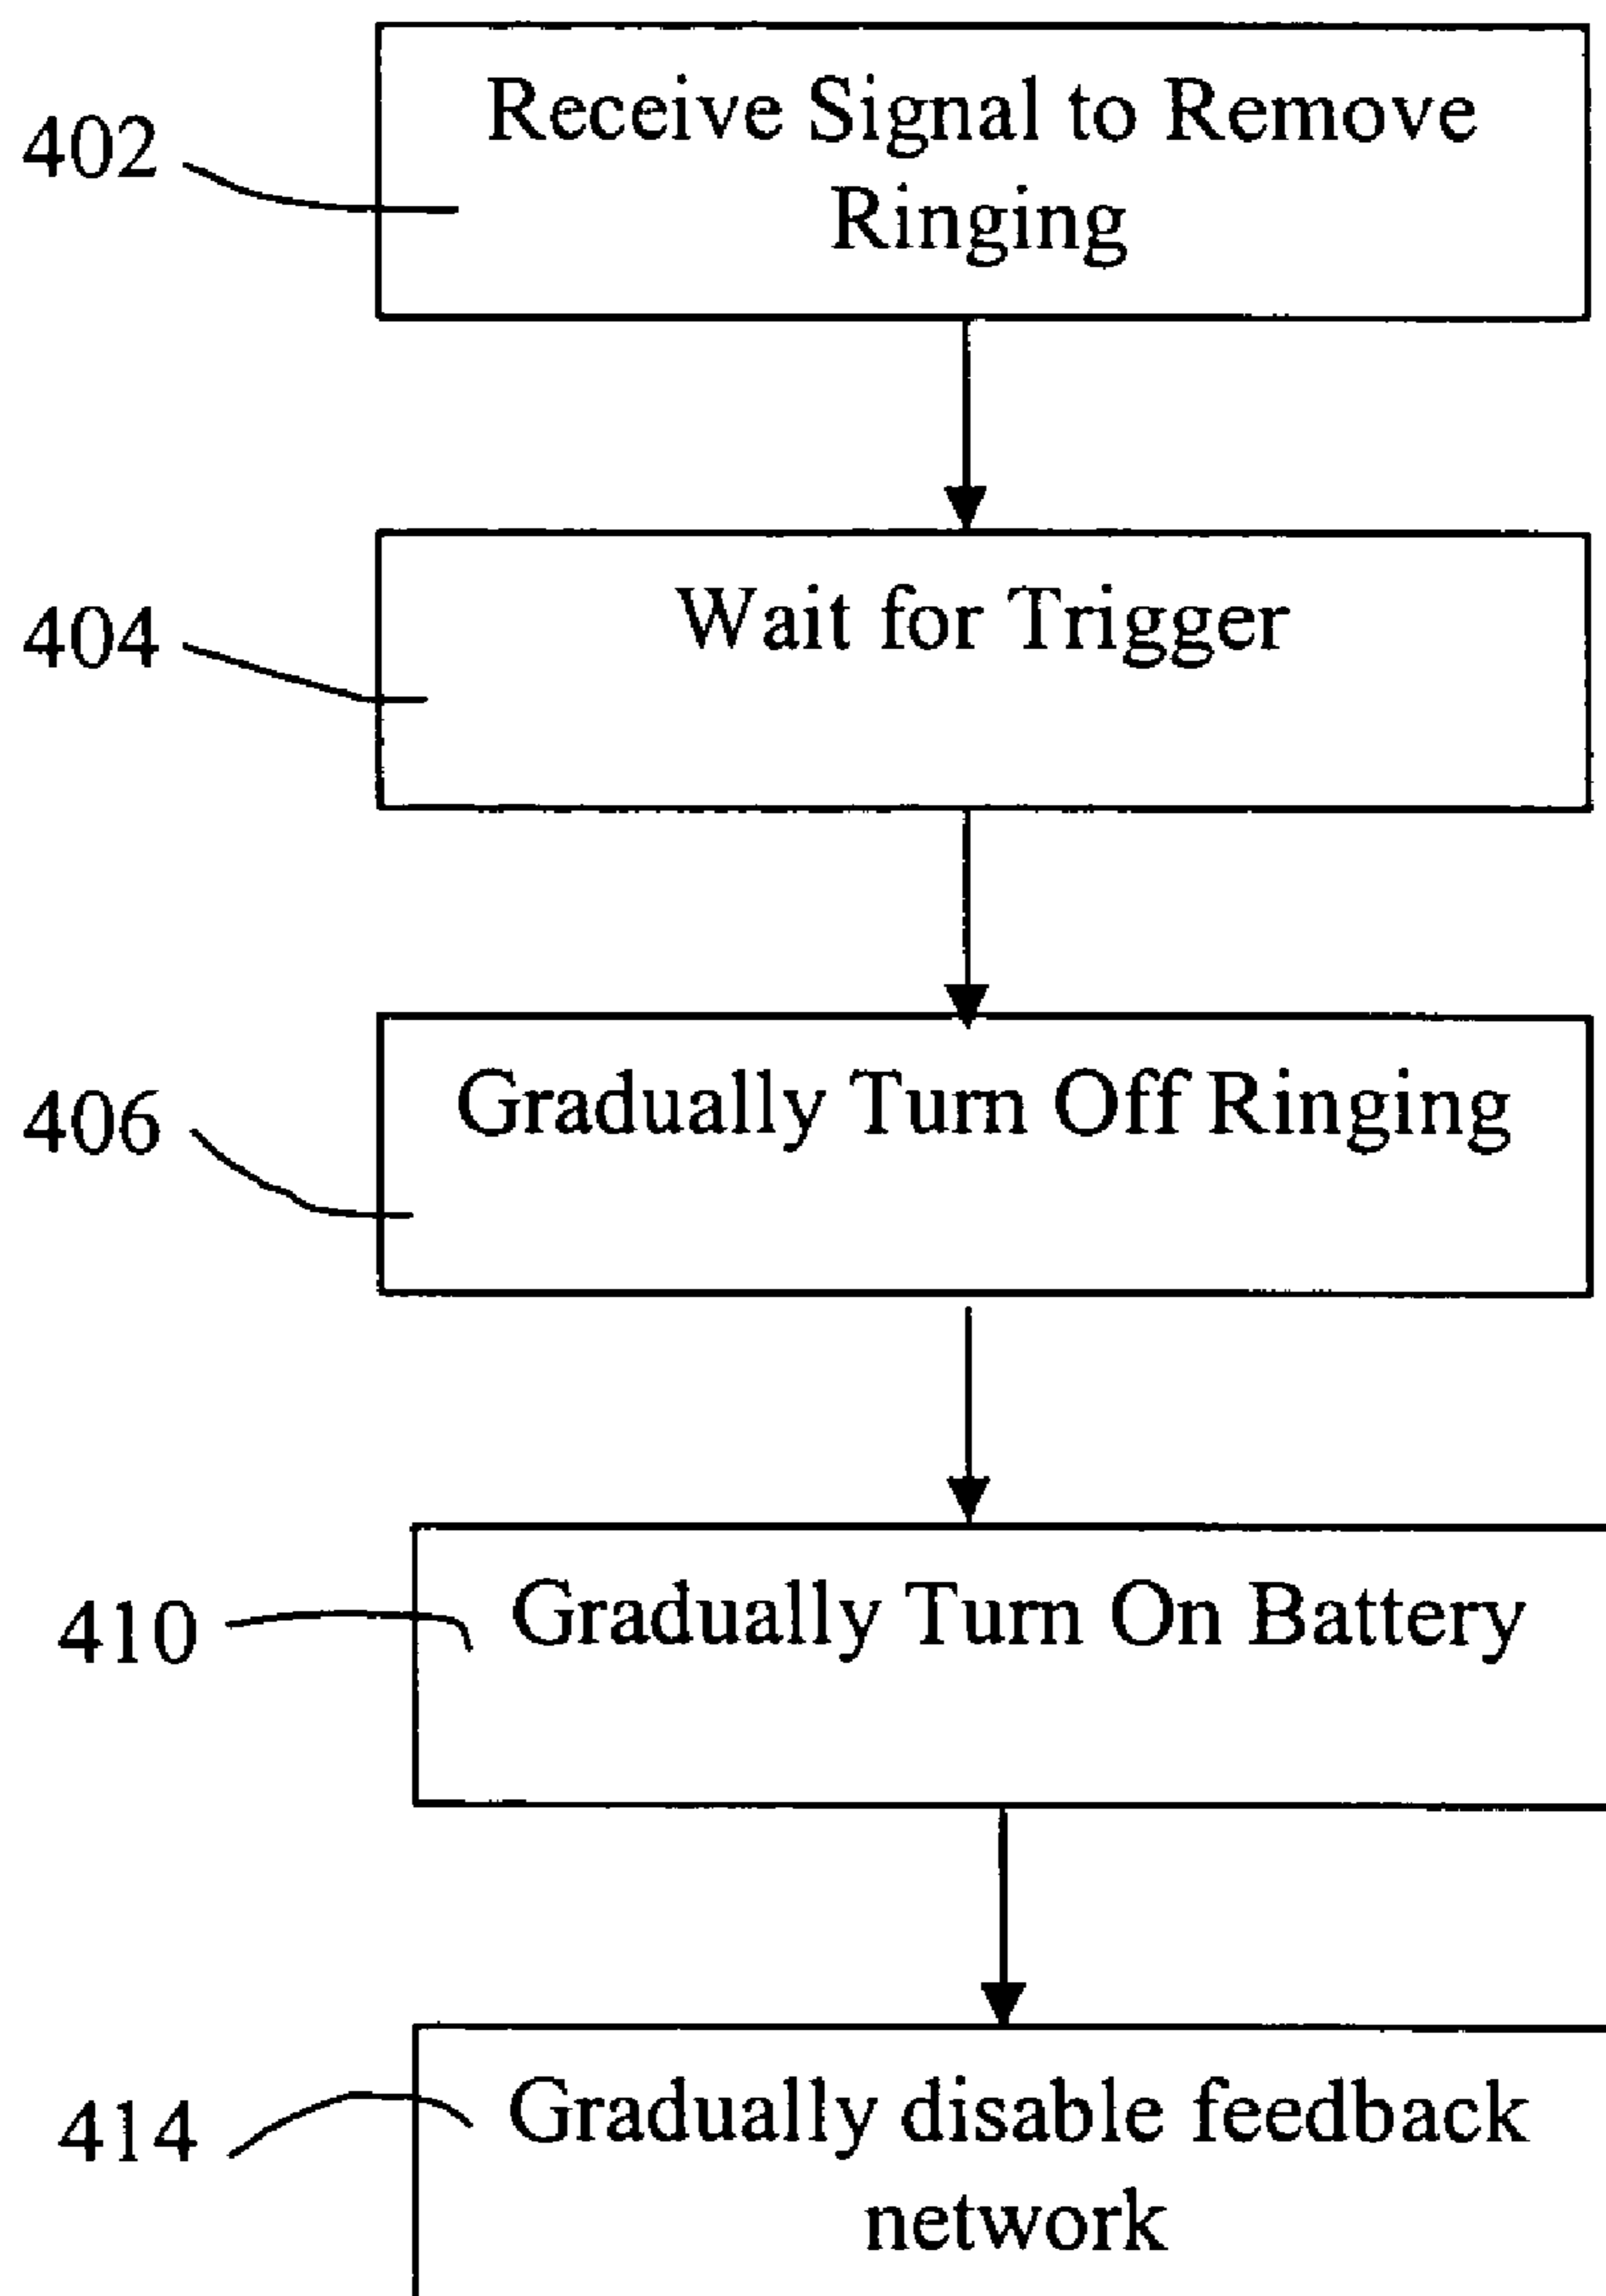 402
Receive Signal to Remove
Ringing
404
Wait for Trigger
406
Gradually Turn Off Ringing
410
Gradually Turn On Battery
414
Gradually disable feedback
network